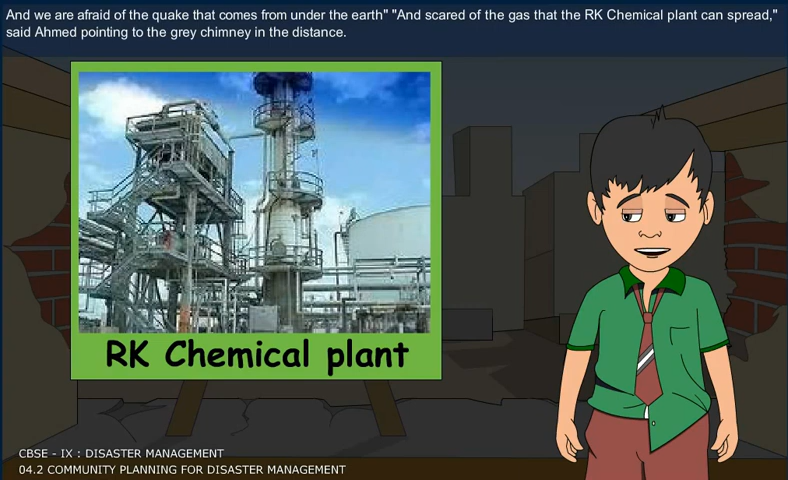 And we are afraid of the quake that comes from under the earth" "And scared of the gas that the RK Chemical plant can spread,"
said Ahmed pointing to the grey chimney in the distance.
RK Chemical plant
CBSE - IX : DISASTER MANAGEMENT
04.2 COMMUNITY PLANNING FOR DISASTER MANAGEMENT